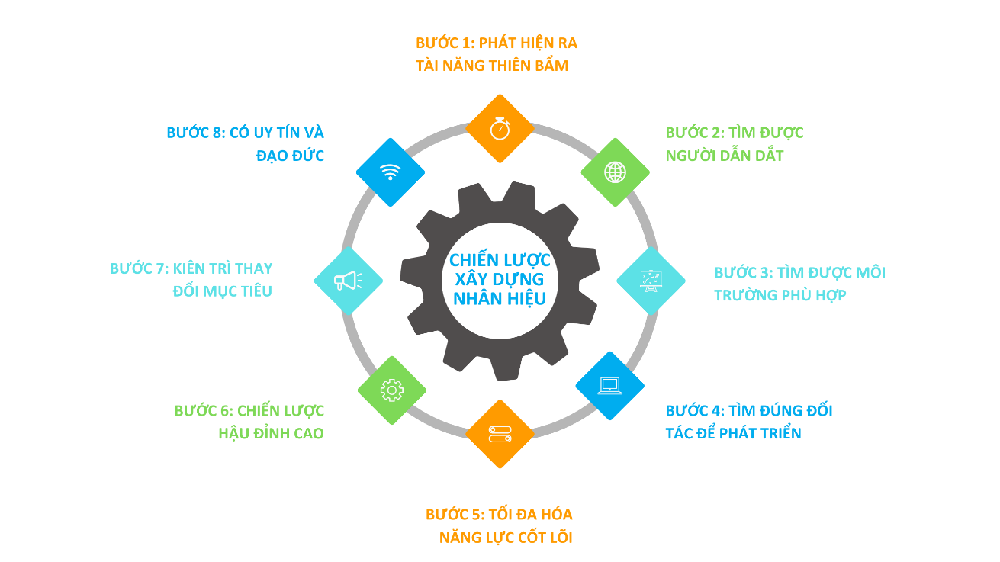 BƯỚC 1: PHÁT HIỆN RA
TÀI NĂNG THIÊN BẨM
BƯỚC 2: TÌM ĐƯỢC
NGƯỜI DẪN DẮT
BƯỚC 3: TÌM ĐƯỢC MÔI
TRƯỜNG PHÙ HỢP
BƯỚC 4: TÌM ĐÚNG ĐỐI
TÁC ĐỂ PHÁT TRIỂN
BƯỚC 5: TỐI ĐA HÓA
NĂNG LỰC CỐT LÕI
BƯỚC 6: CHIẾN LƯỢC
HẬU ĐỈNH CAO
BƯỚC 7: KIÊN TRÌ THAY
ĐỔI MỤC TIÊU
BƯỚC 8: CÓ UY TÍN VÀ
ĐẠO ĐỨC
CHIẾN LƯỢC
XÂY DỰNG
NHÂN HIỆU